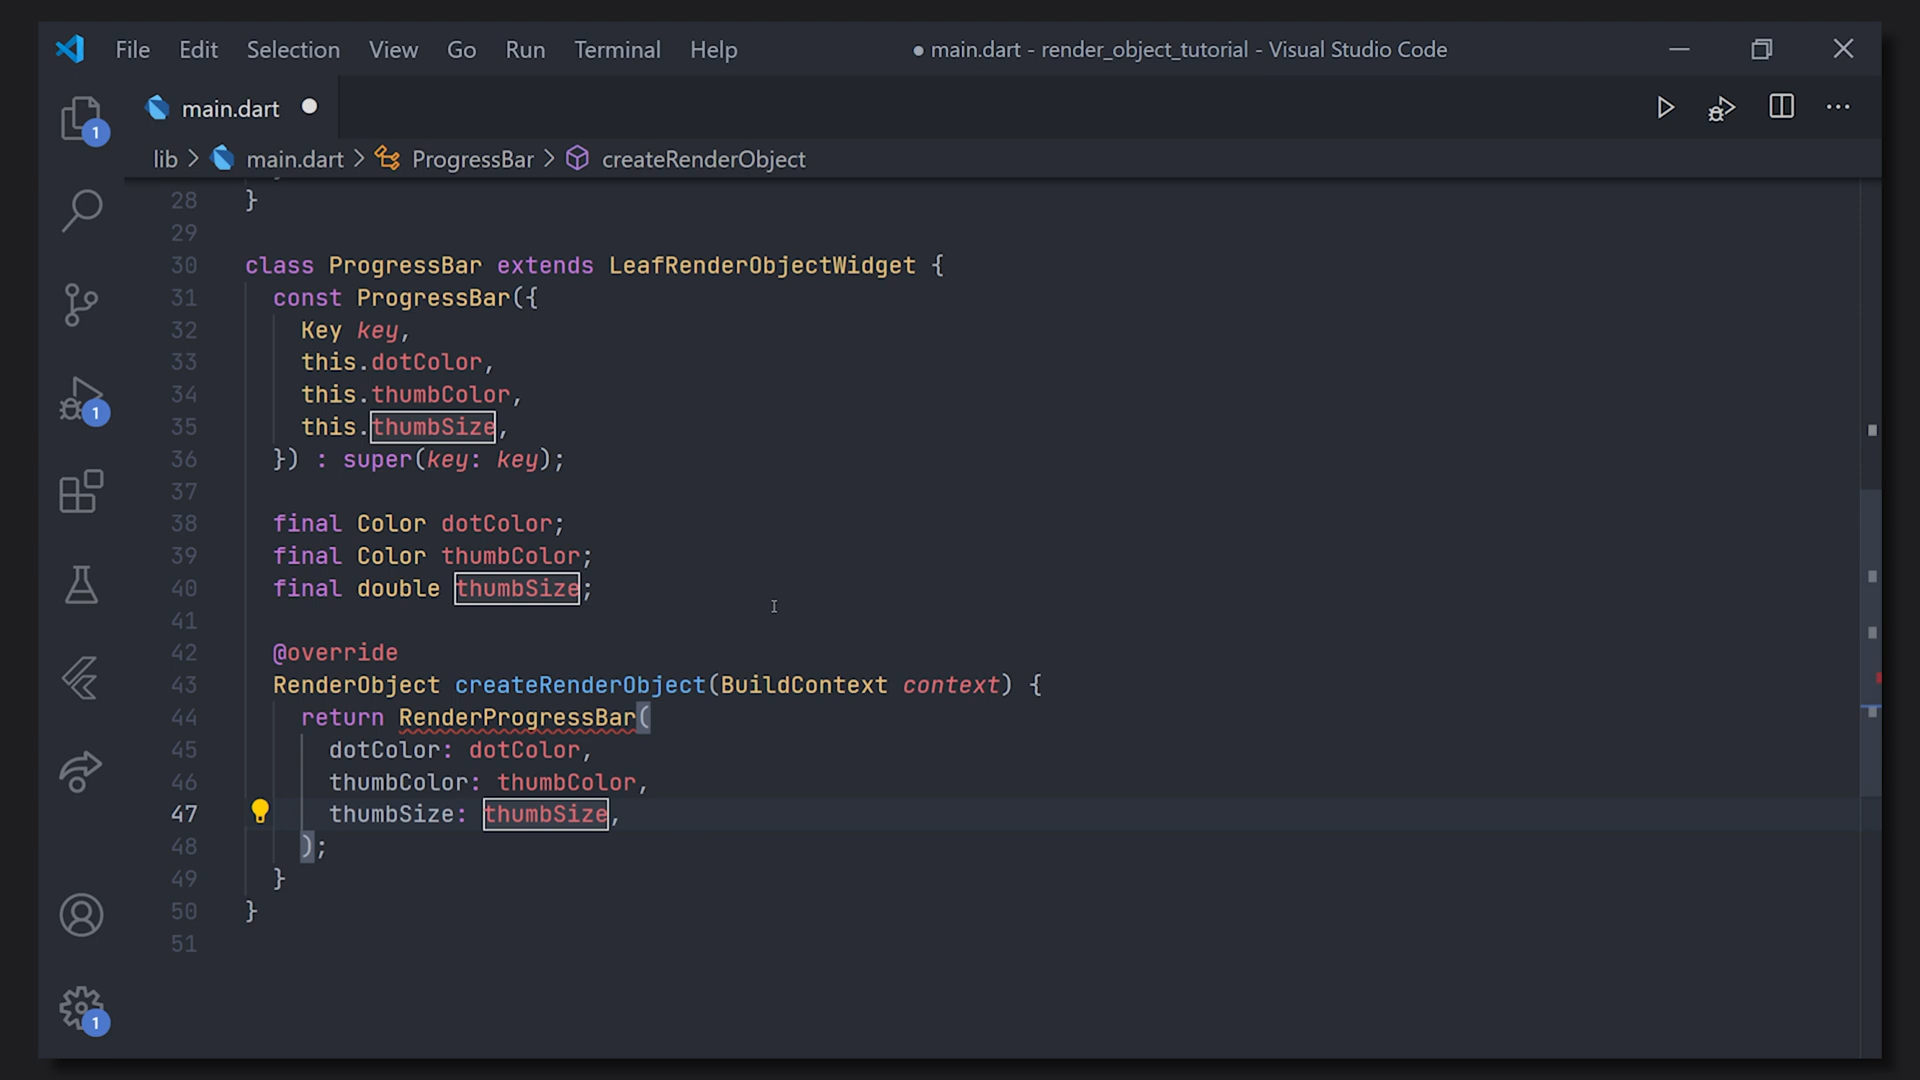 File Edit Selection View Go Run Terminal Help ● main.dart - render_object_tutorial - Visual Studio Code
main.dart
1
lib > main.dart > ProgressBar > createRenderObject
28 }
29
30 class ProgressBar extends LeafRenderObjectWidget {
31 const ProgressBar({
32 Key key,
33 this.dotColor,
34 this.thumbColor,
35 this.thumbSize,
36 }) : super(key: key);
37
38 final Color dotColor;
39 final Color thumbColor;
40 final double thumbSize;
41
42 @override
43 RenderObject createRenderObject(BuildContext context) {
44 return RenderProgressBar(
45 dotColor: dotColor,
46 thumbColor: thumbColor,
47 thumbSize: thumbSize,
48 );
49 }
50 }
51
1
1